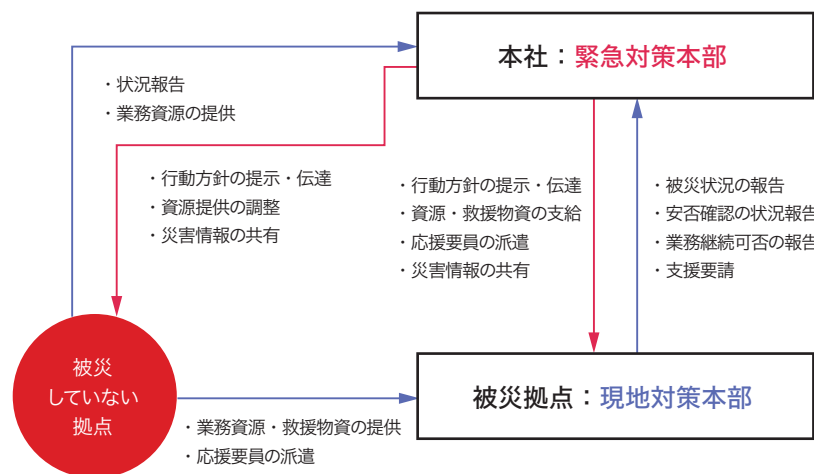 本社：緊急対策本部
・状況報告
・業務資源の提供
・行動方針の提示・伝達
・資源提供の調整
・災害情報の共有
・行動方針の提示・伝達
・資源・救援物資の支給
・応援要員の派遣
・災害情報の共有
・被災状況の報告
・安否確認の状況報告
・業務継続可否の報告
・支援要請
被災
していない
拠点
被災拠点：現地対策本部
・業務資源・救援物資の提供
・応援要員の派遣